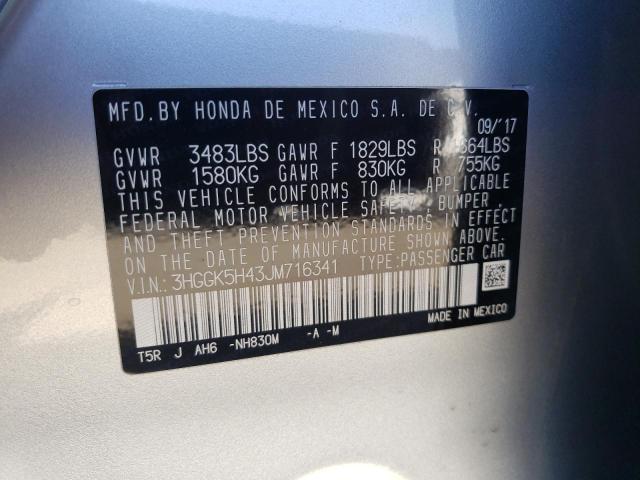 MFD.BY HONDA DE MEXICO S.A. DE C.V.
09/'17
GVWR 3483LBS GAWR F 1829LBS R 1664LBS
GVWR 1580KG GAWR F 830KG R 755KG
THIS VEHICLE CONFORMS TO ALL APPLICABLE
FEDERAL MOTOR VEHICLE SAFETY, BUMPER,
THEFT PREVENTION STANDARDS IN EFFECT
ON THE DATE OF MANUFACTURE SHOWN ABOVE.
V.I.N.: 3HGGK5H43JM716341 TYPE:PASSENGER CAR
T5R J AH6 -NH830M -A -M MADE IN MEXICO